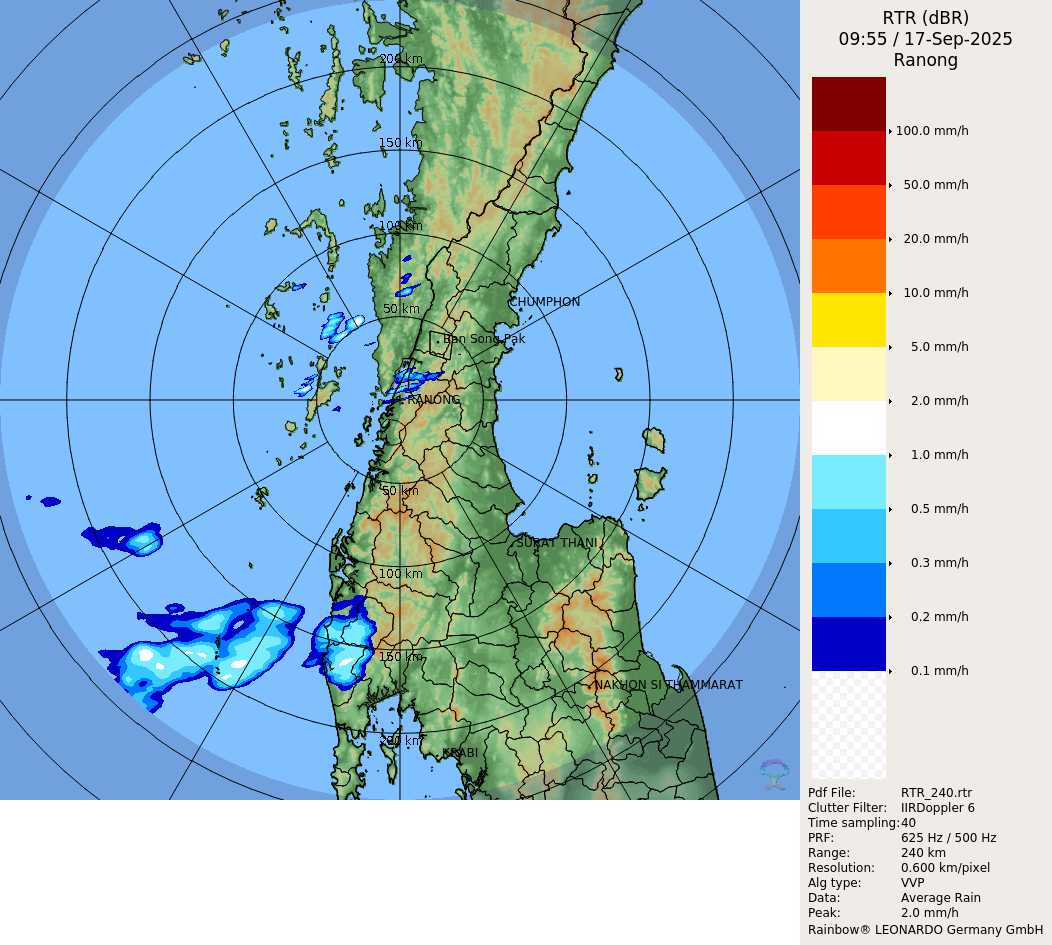 RTR (dBR)
09:55 / 17-Sep-2025
Ranong
100.0 mm/h
50.0 mm/h
20.0 mm/h
10.0 mm/h
5.0 mm/h
2.0 mm/h
1.0 mm/h
0.5 mm/h
0.3 mm/h
0.2 mm/h
0.1 mm/h
Pdf File: RTR_240.rtr
Clutter Filter: IIRDoppler 6
Time sampling: 40
PRF: 625 Hz / 500 Hz
Range: 240 km
Resolution: 0.600 km/pixel
Alg type: VVP
Data: Average Rain
Peak: 2.0 mm/h
Rainbow® LEONARDO Germany GmbH
200 km
150 km
100 km
50 km
CHUMPHON
Ban Song Pak
RANONG
50 km
SURAT THANI
100 km
150 km
NAKHON SI THAMMARAT
200 km
KRABI